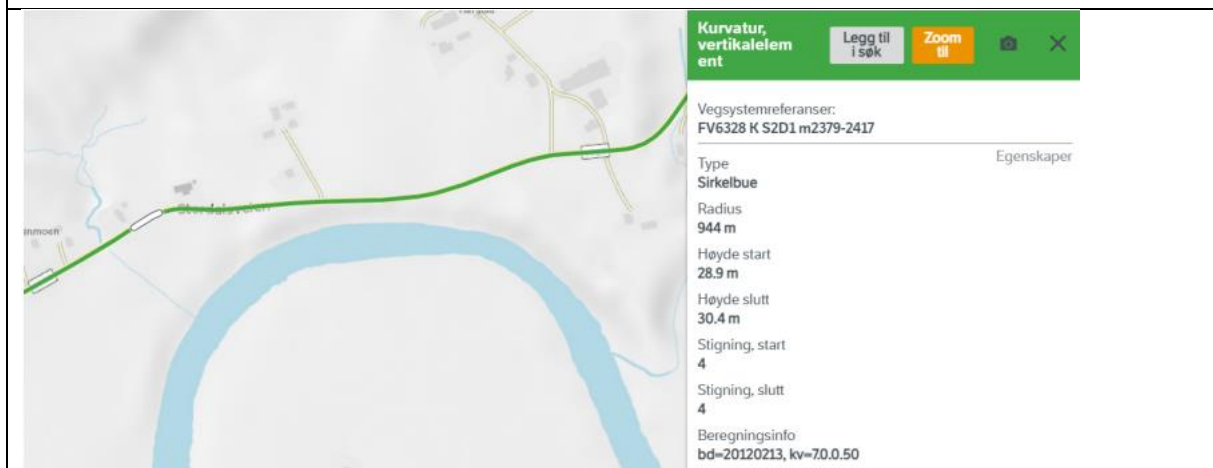 Kurvatur,
vertikalelem
ent
Legg til
i søk
Zoom
til
Vegsystemreferanser:
FV6328 K S2D1 m2379-2417
Egenskaper
Type
Sirkelbue
Radius
944 m
Høyde start
28.9 m
Høyde slutt
30.4 m
Stigning, start
4
Stigning, slutt
4
Beregningsinfo
bd=20120213, kv=7.0.0.50